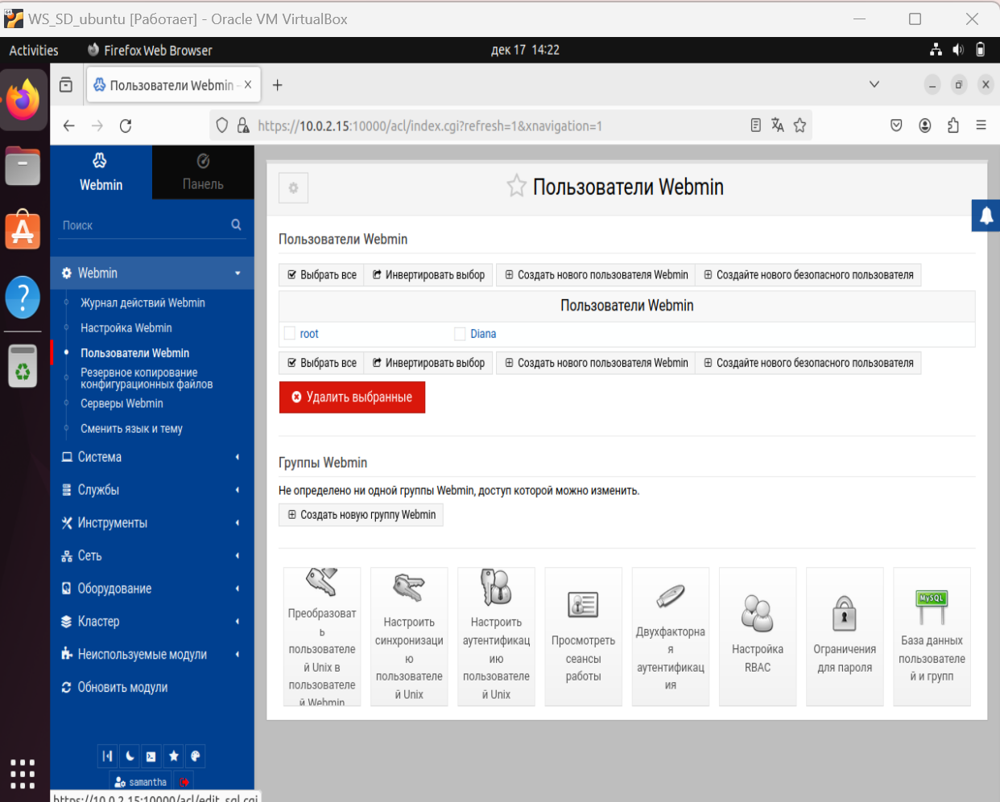 WS_SD_ubuntu [Работает] - Oracle VM VirtualBox
Activities
Firefox Web Browser
дек 17 14:22
Пользователи Webmin -
https://10.0.2.15:10000/acl/index.cgi?refresh=1&xnavigation=1
Webmin
Панель
Поиск
Webmin
Журнал действий Webmin
Настройка Webmin
Пользователи Webmin
Резервное копирование
конфигурационных файлов
Серверы Webmin
Сменить язык и тему
Система
Службы
Инструменты
Сеть
Оборудование
Кластер
Неиспользуемые модули
Обновить модули
samantha
https://10.0.2.15:10000/acl/edit_sql.cgi
Пользователи Webmin
Пользователи Webmin
Выбрать все
Инвертировать выбор
Создать нового пользователя Webmin
Создайте нового безопасного пользователя
Пользователи Webmin
root
Diana
Выбрать все
Инвертировать выбор
Создать нового пользователя Webmin
Создайте нового безопасного пользователя
Удалить выбранные
Группы Webmin
Не определено ни одной группы Webmin, доступ которой можно изменить.
Создать новую группу Webmin
Преобразоват
ь
пользователе
й Unix в
пользователе
й Webmin
Настроить
синхронизаци
ю
пользователе
й Unix
Настроить
аутентификац
ию
пользователе
й Unix
Просмотреть
сеансы
работы
Двухфакторна
я
аутентификац
ия
Настройка
RBAC
Ограничения
для пароля
MySQL
База данных
пользователе
й и групп